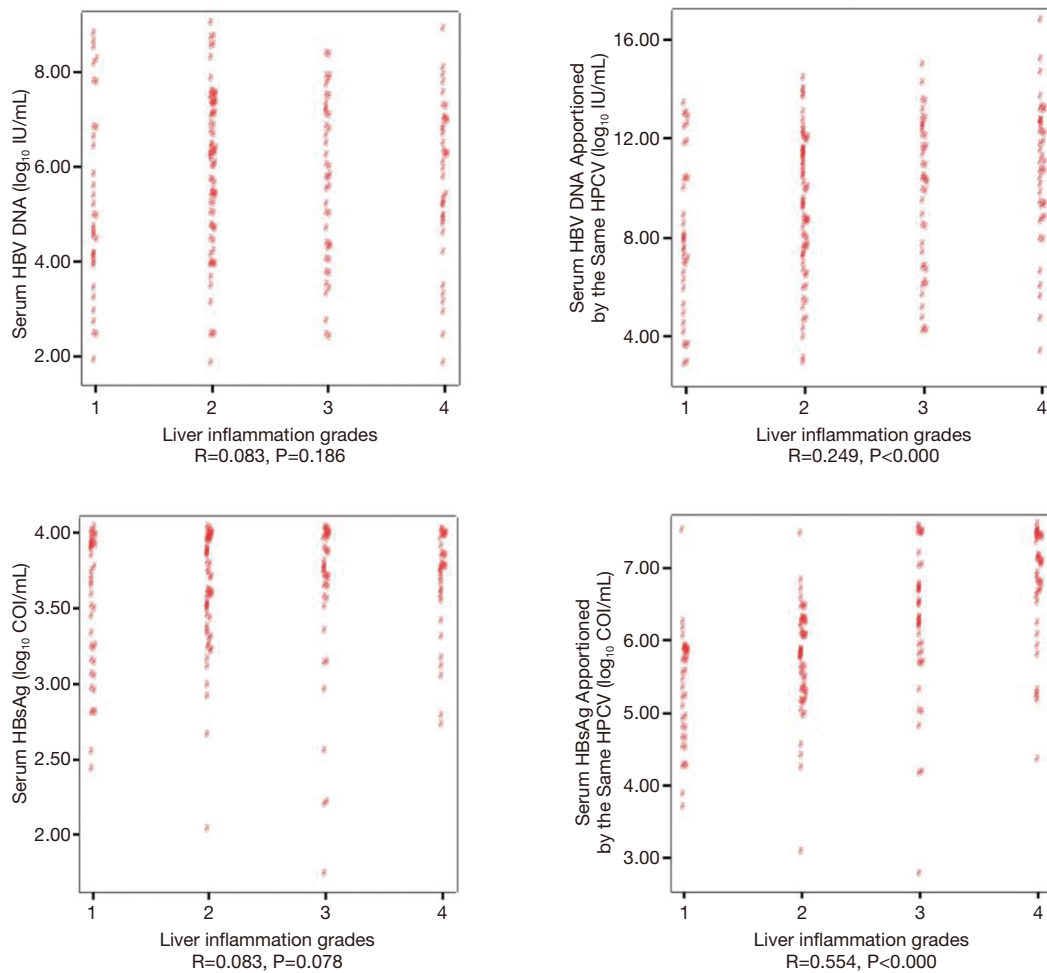 Serum HBV DNA (log₁₀ IU/mL)
8.00
6.00
4.00
2.00
1 2 3 4
Liver inflammation grades
R=0.083, P=0.186
Serum HBV DNA Apportioned
by the Same HPCV (log₁₀ IU/mL)
16.00
12.00
8.00
4.00
1 2 3 4
Liver inflammation grades
R=0.249, P<0.000
Serum HBsAg (log₁₀ COI/mL)
4.00
3.50
3.00
2.50
2.00
1 2 3 4
Liver inflammation grades
R=0.083, P=0.078
Serum HBsAg Apportioned
by the Same HPCV (log₁₀ COI/mL)
7.00
6.00
5.00
4.00
3.00
1 2 3 4
Liver inflammation grades
R=0.554, P<0.000